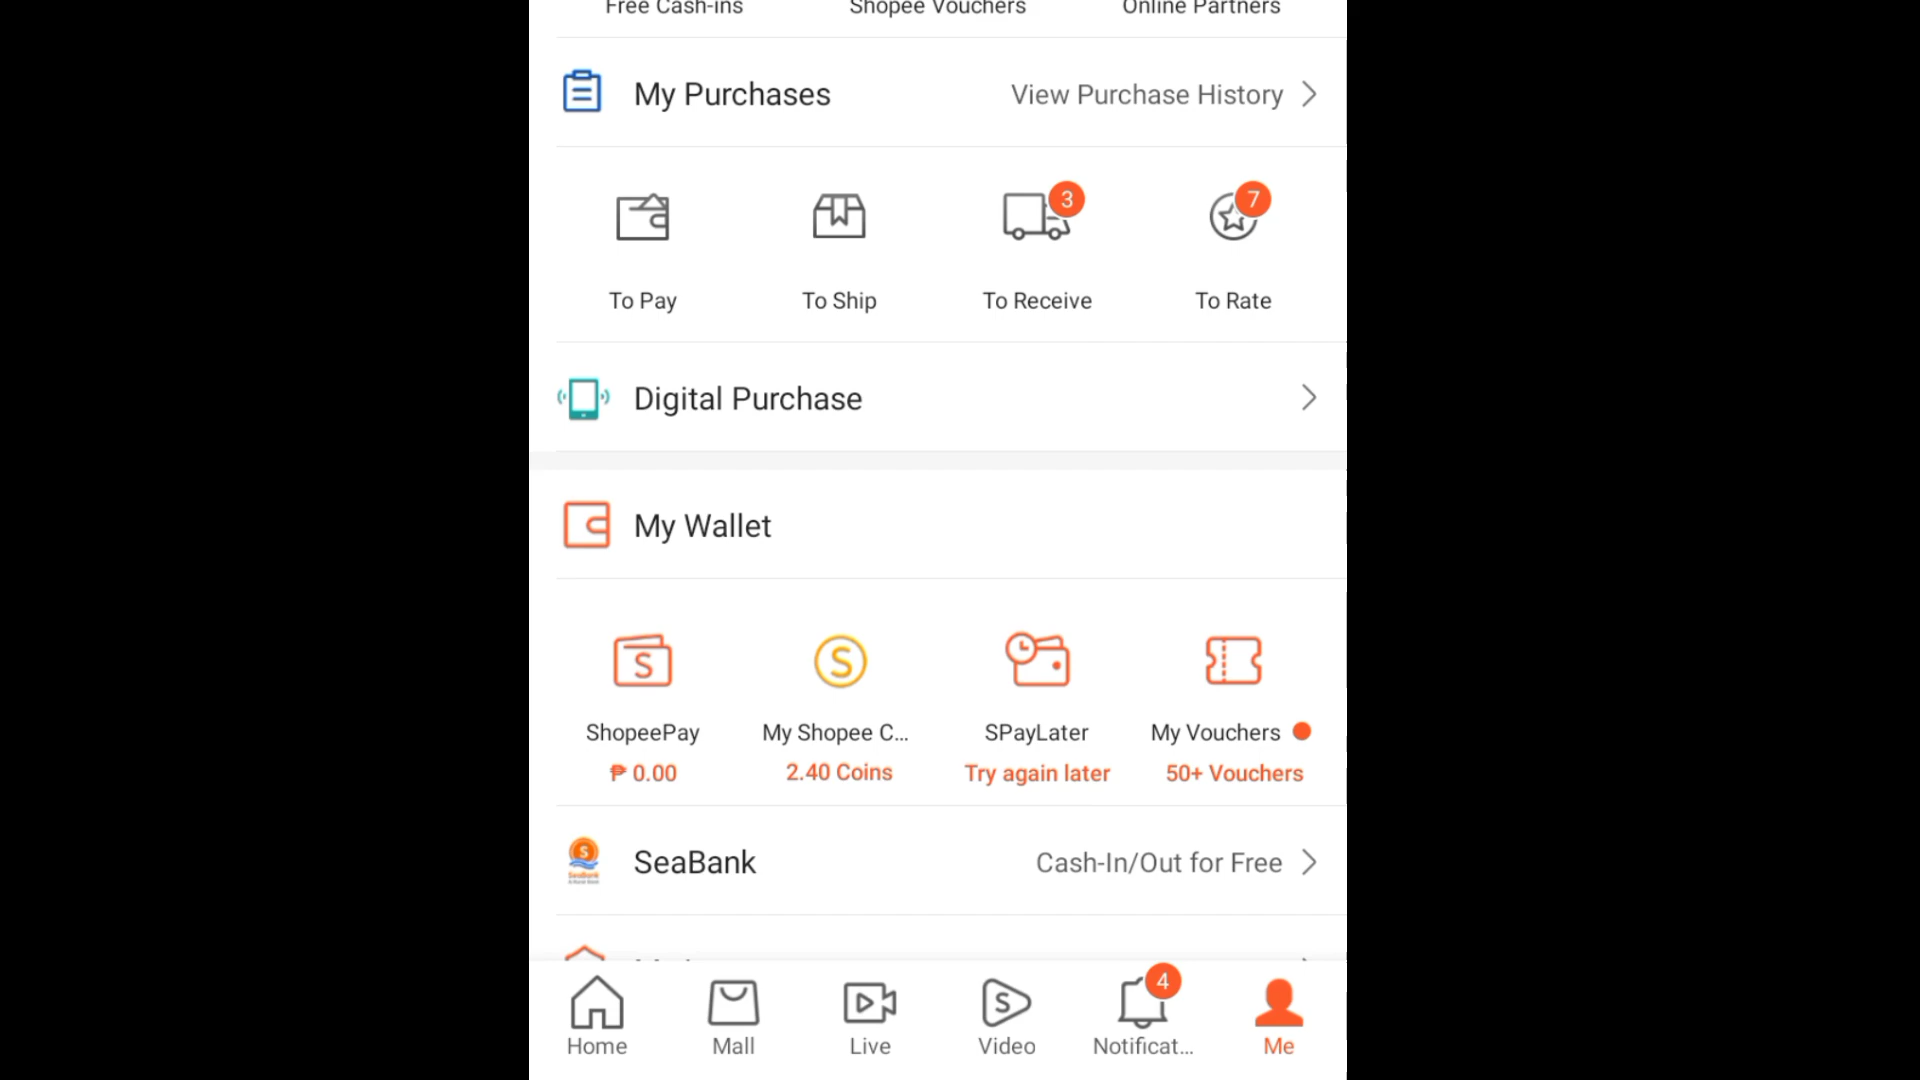 Free Cash-ins Shopee Vouchers Online Partners
My Purchases View Purchase History
3 7
To Pay To Ship To Receive To Rate
Digital Purchase
My Wallet
S S
ShopeePay My Shopee C... SPayLater My Vouchers
₱ 0.00 2.40 Coins Try again later 50+ Vouchers
SeaBank Cash-In/Out for Free
4
Home Mall Live Video Notificat... Me